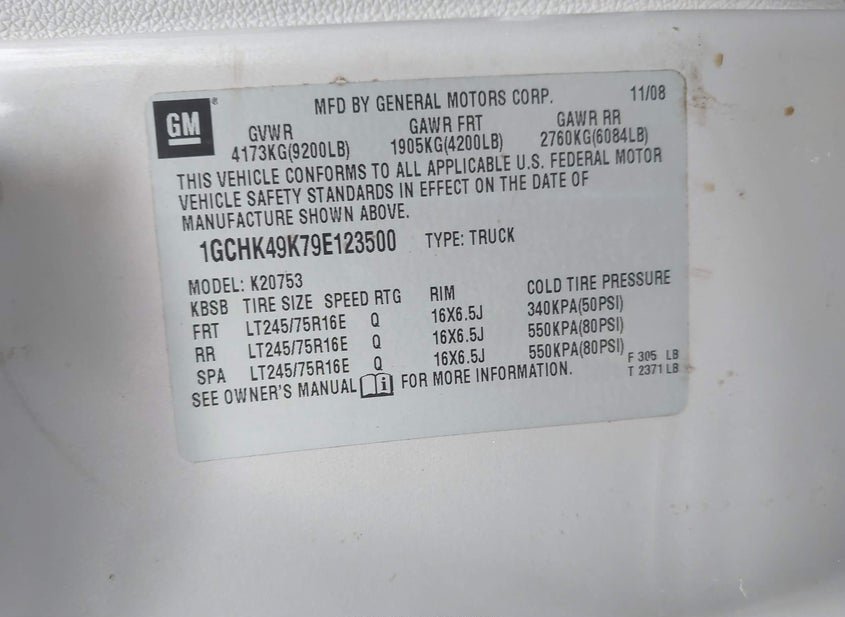 GM ® MFD BY GENERAL MOTORS CORP. 11/08
GVWR GAWR FRT GAWR RR
4173KG(9200LB) 1905KG(4200LB) 2760KG(6084LB)
THIS VEHICLE CONFORMS TO ALL APPLICABLE U.S. FEDERAL MOTOR
VEHICLE SAFETY STANDARDS IN EFFECT ON THE DATE OF
MANUFACTURE SHOWN ABOVE.
1GCHK49K79E123500 TYPE: TRUCK
MODEL: K20753
KBSB TIRE SIZE SPEED RTG RIM COLD TIRE PRESSURE
FRT LT245/75R16E Q 16X6.5J 340KPA(50PSI)
RR LT245/75R16E Q 16X6.5J 550KPA(80PSI)
SPA LT245/75R16E Q 16X6.5J 550KPA(80PSI) F 305 LB
SEE OWNER'S MANUAL i FOR MORE INFORMATION. T 2371 LB